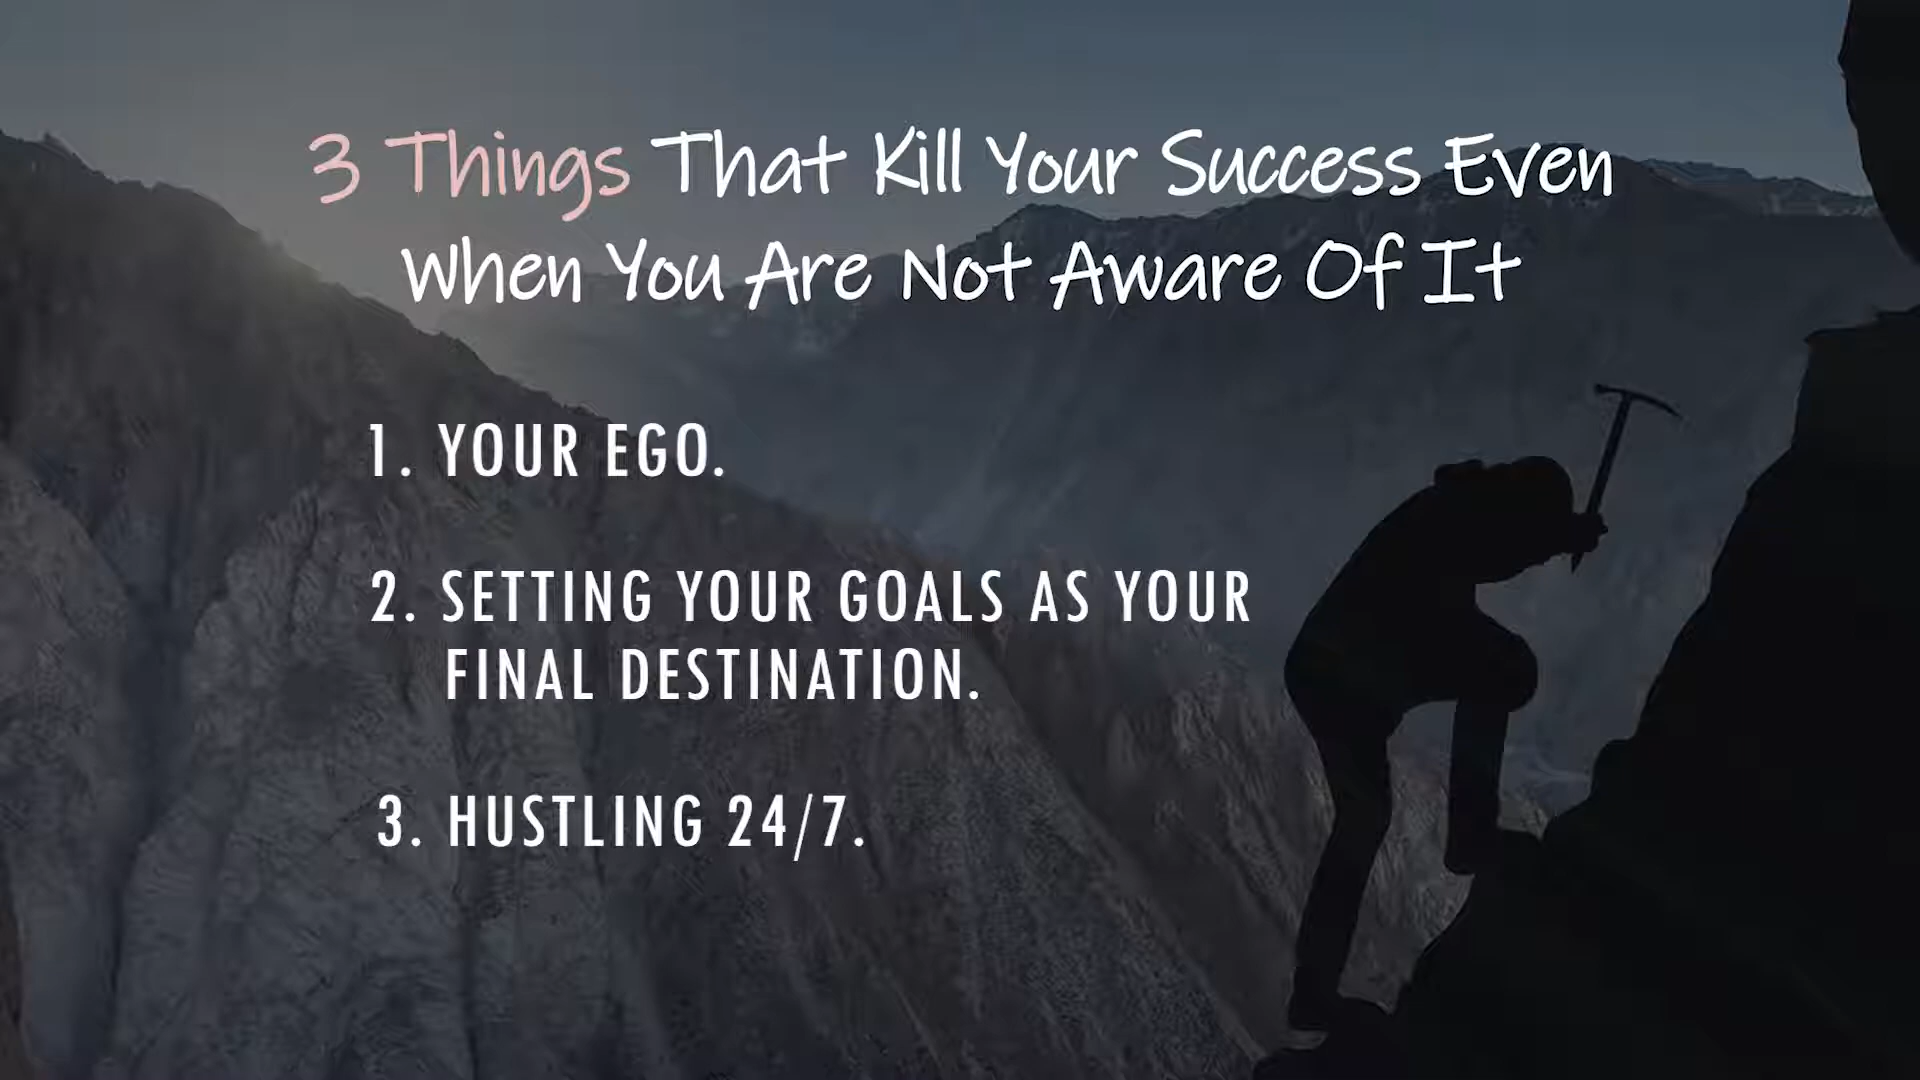 3 Things That Kill Your Success Even
When You Are Not Aware Of It
1. YOUR EGO.
2. SETTING YOUR GOALS AS YOUR
FINAL DESTINATION.
3. HUSTLING 24/7.